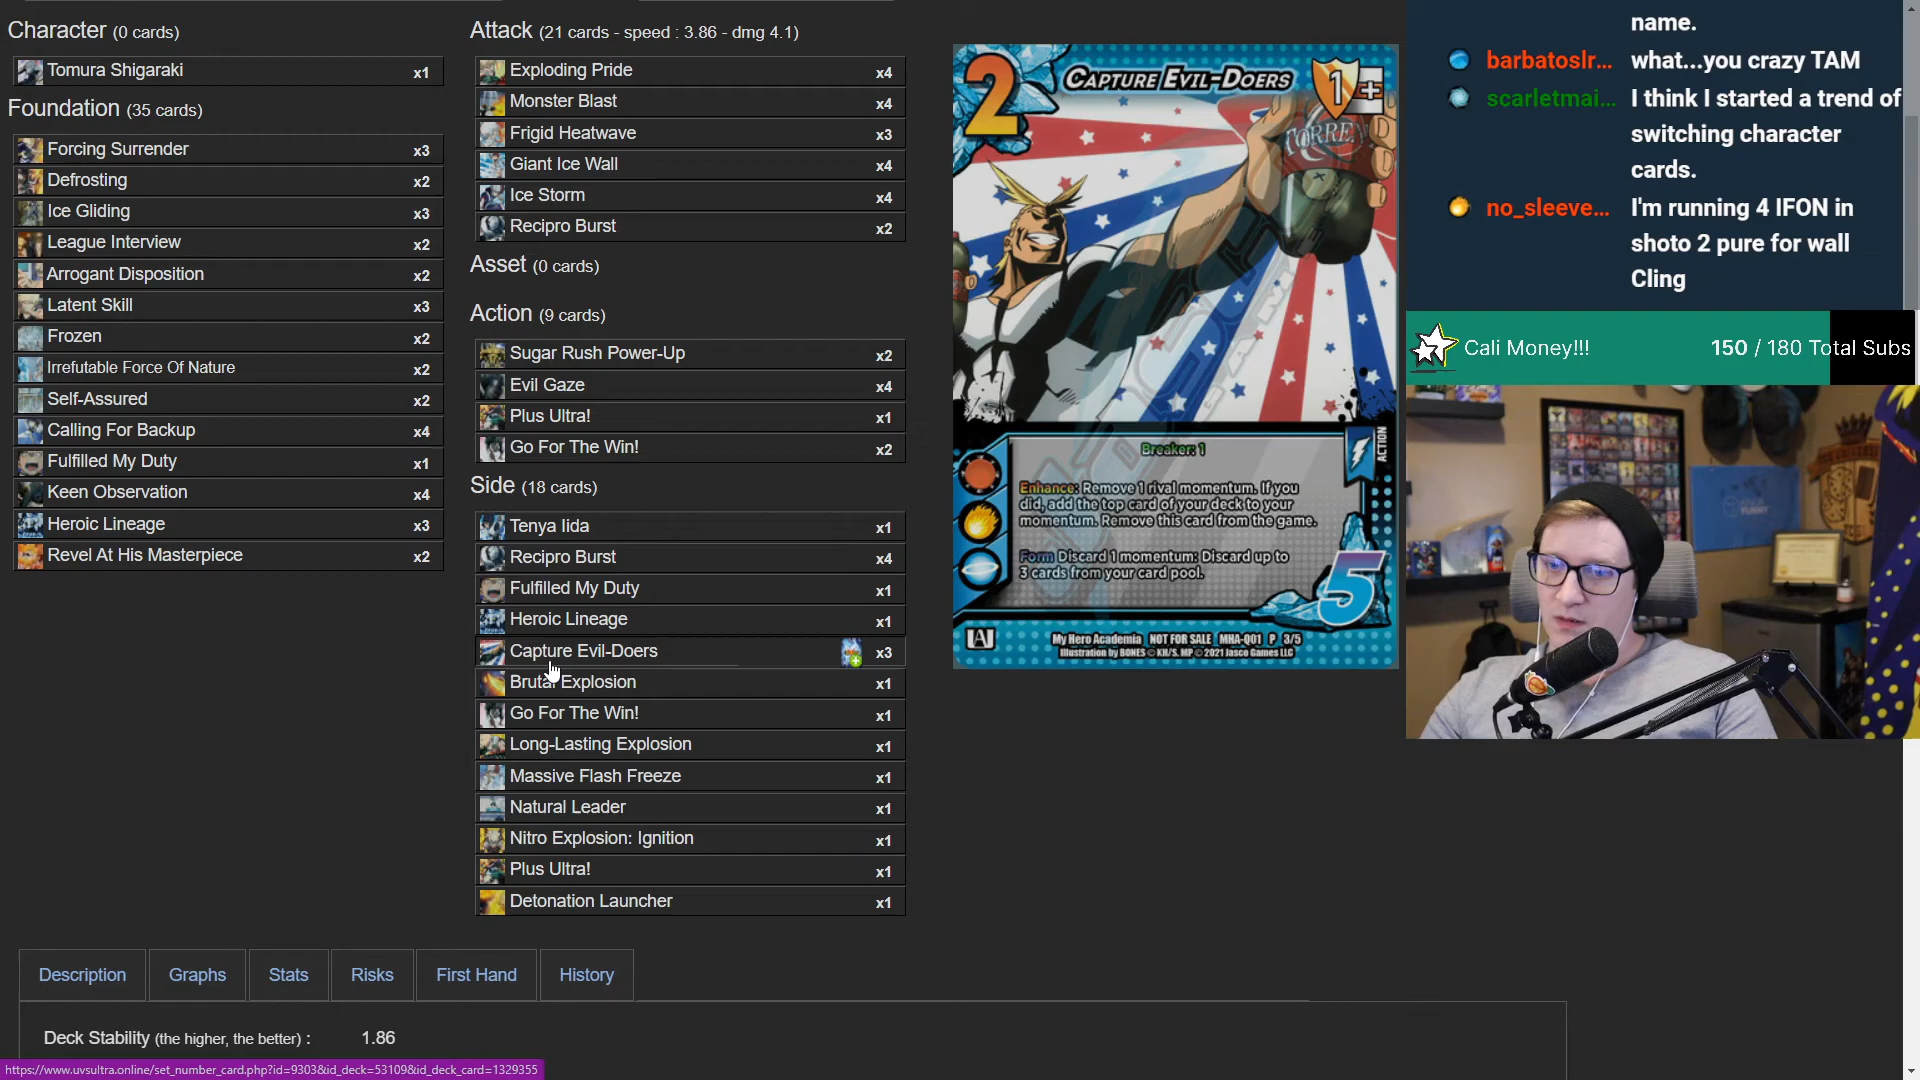 Character (0 cards)
Tomura Shigaraki x1
Foundation (35 cards)
Forcing Surrender x3
Defrosting x2
Ice Gliding x3
League Interview x2
Arrogant Disposition x2
Latent Skill x3
Frozen x2
Irrefutable Force Of Nature x2
Self-Assured x2
Calling For Backup x4
Fulfilled My Duty x1
Keen Observation x4
Heroic Lineage x3
Revel At His Masterpiece x2
Attack (21 cards - speed : 3.86 - dmg 4.1)
Exploding Pride x4
Monster Blast x4
Frigid Heatwave x3
Giant Ice Wall x4
Ice Storm x4
Recipro Burst x2
Asset (0 cards)
Action (9 cards)
Sugar Rush Power-Up x2
Evil Gaze x4
Plus Ultra! x1
Go For The Win! x2
Side (18 cards)
Tenya Iida x1
Recipro Burst x4
Fulfilled My Duty x1
Heroic Lineage x1
Capture Evil-Doers x3
Brutal Explosion x1
Go For The Win! x1
Long-Lasting Explosion x1
Massive Flash Freeze x1
Natural Leader x1
Nitro Explosion: Ignition x1
Plus Ultra! x1
Detonation Launcher x1
2
Capture Evil-Doers
1+
Breaker: 1
Enhance: Remove 1 rival momentum. If you
did, add the top card of your deck to your
momentum. Remove this card from the game.
Form Discard 1 momentum: Discard up to
3 cards from your card pool.
ACTION
5
My Hero Academia NOT FOR SALE MHA-Q01 P 3/5
Illustration by BONES © KH/S, MP © 2021 Jasco Games LLC
name.
barbatoslr... what...you crazy TAM
scarletmai... I think I started a trend of
switching character
cards.
no_sleeve... I'm running 4 IFON in
shoto 2 pure for wall
Cling
Cali Money!!! 150 / 180 Total Subs
Description Graphs Stats Risks First Hand History
Deck Stability (the higher, the better) : 1.86
https://www.uvsultra.online/set_number_card.php?id=9303&id_deck=53109&id_deck_card=1329355